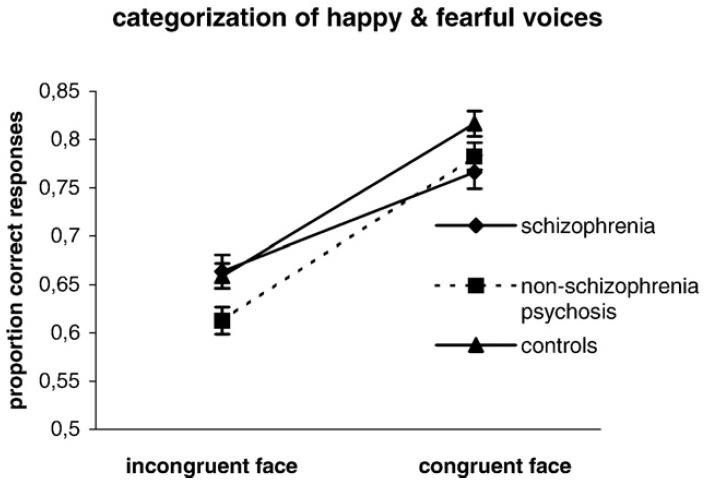 categorization of happy & fearful voices
proportion correct responses
0,85
0,8
0,75
0,7
0,65
0,6
0,55
0,5
schizophrenia
non-schizophrenia
psychosis
controls
incongruent face
congruent face